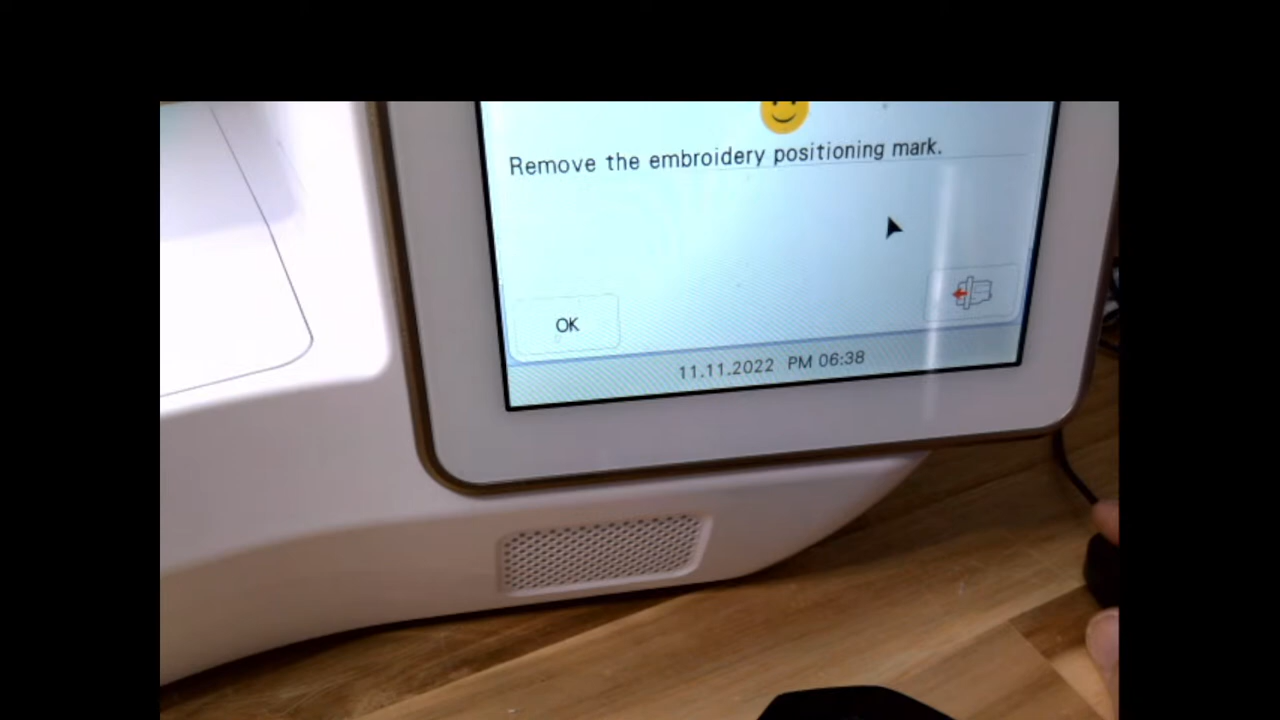 Remove the embroidery positioning mark.
OK
11.11.2022 PM 06:38